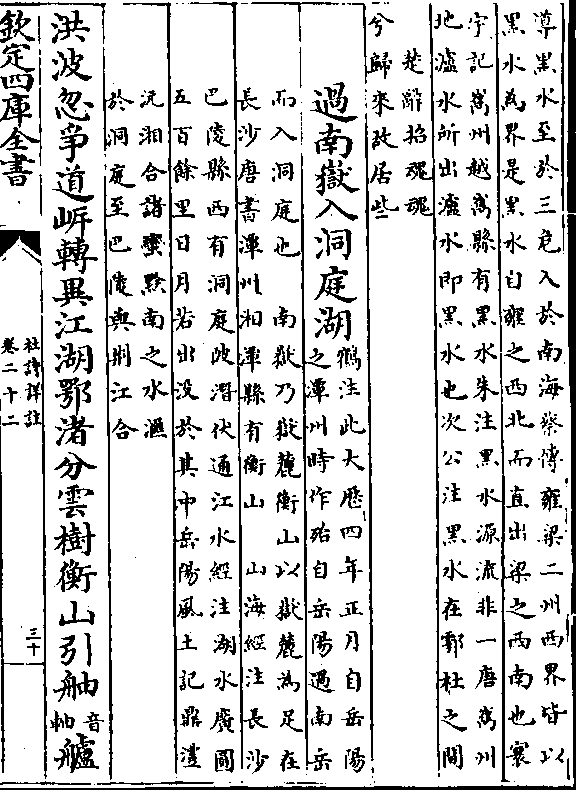 導黑水至於三危入於南海蔡傳雍梁二州西界皆以
黑水為界是黑水自雍之西北而直出梁之西南也寰
宇記巂州越巂縣有黑水朱注黑水源流非一唐巂州
地瀘水所出瀘水即黑水也次公注黑水在鄠杜之間
楚辭招魂魂
兮歸來故居些
過南嶽入洞庭湖
鶴注此大歴四年正月自岳陽
之潭州時作殆自岳陽過南岳
而入洞庭也 南嶽乃嶽麓衡山以嶽麓為足在
長沙唐書潭州湘潭縣有衡山 山海經注長沙
巴陵縣西有洞庭陂潛伏通江水經注湖水廣圓
五百餘里日月若出没於其中岳陽風土記鼎澧
沅湘合諸蠻黔南之水滙
於洞庭至巴陵與荆江合
洪波忽爭道岍轉異江湖鄂渚分雲樹衡山引舳音軸艫
欽定四庫全書
杜詩詳註
卷二十二
三十